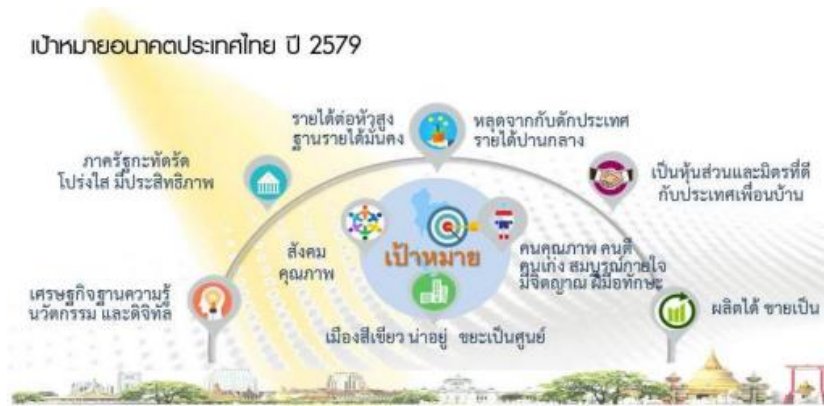 เป้าหมายอนาคตประเทศไทย ปี 2579
รายได้ต่อหัวสูง
ฐานรายได้มั่นคง
หลุดจากกับดักประเทศ
รายได้ปานกลาง
ภาครัฐกะทัดรัด
โปร่งใส มีประสิทธิภาพ
เป็นหุ้นส่วนและมิตรที่ดี
กับประเทศเพื่อนบ้าน
สังคม
คุณภาพ
เป้าหมาย
คนคุณภาพ คนดี
คนเก่ง สมบูรณ์กายใจ
มีจิตญาณ ฝีมือทักษะ
เศรษฐกิจฐานความรู้
นวัตกรรม และดิจิทัล
ผลิตได้ ขายเป็น
เมืองสีเขียว น่าอยู่ ขยะเป็นศูนย์